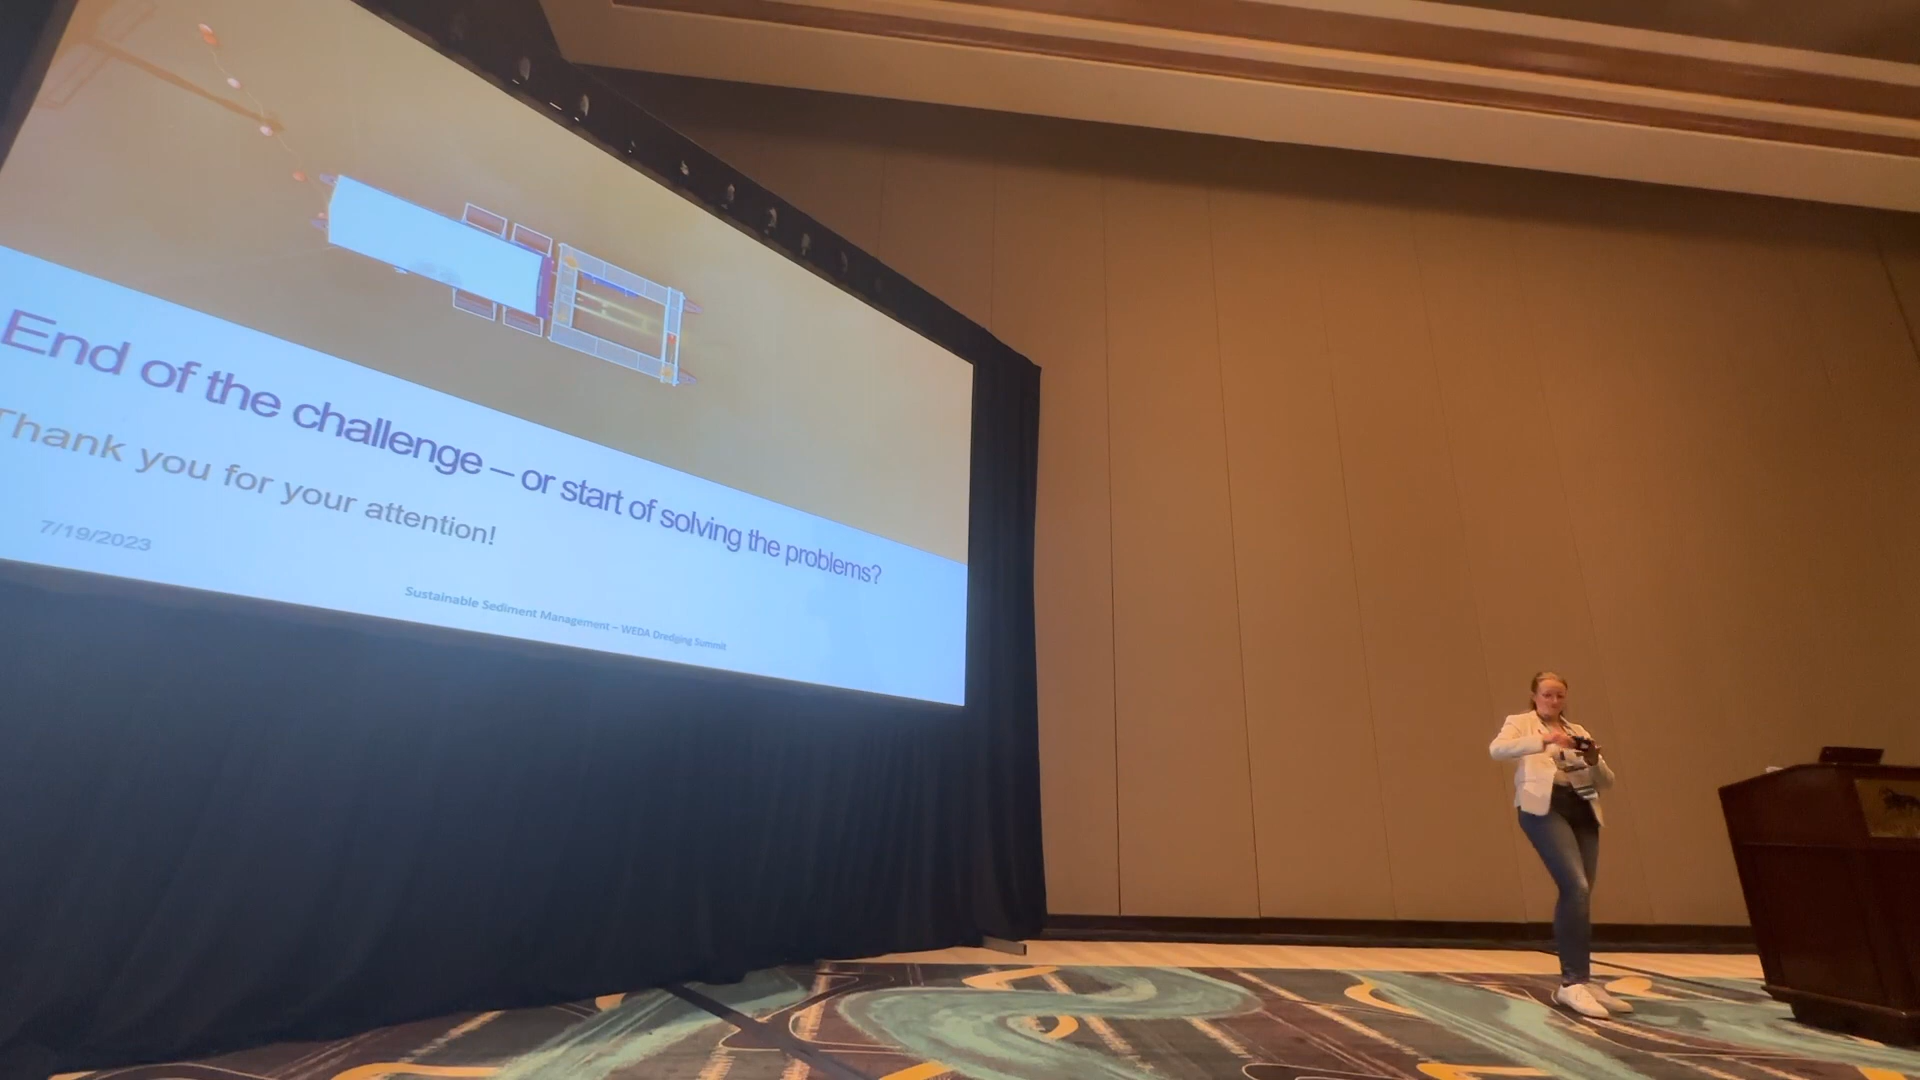 End of the challenge – or start of solving the problems?
Thank you for your attention!
7/19/2023
Sustainable Sediment Management – WEDA Dredging Summit